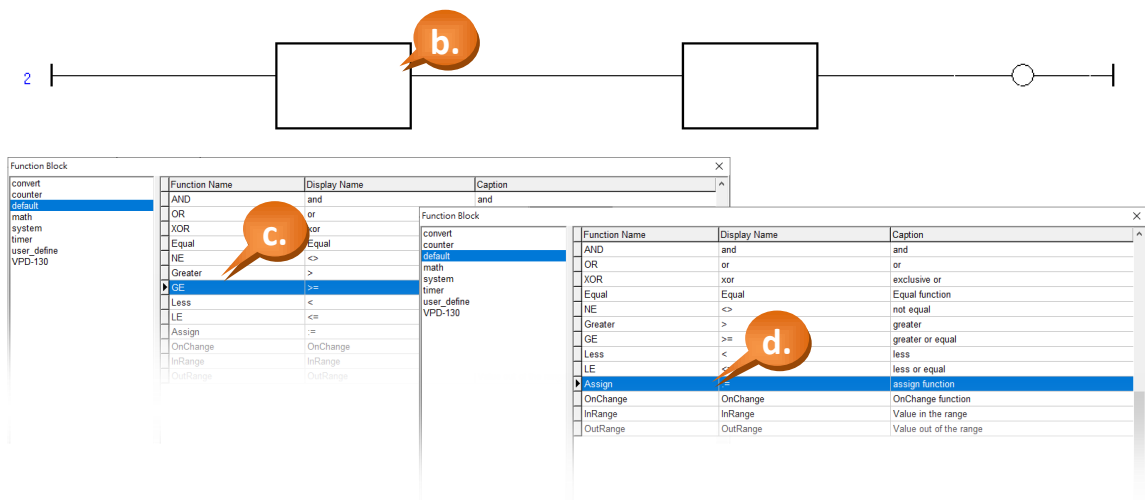 b.
2
Function Block
convert
counter
default
math
system
timer
user_define
VPD-130
Function Name Display Name Caption
AND and and
OR or
XOR xor
Equal Equal
NE <>
Greater >
GE >=
Less <
LE <=
Assign :=
OnChange OnChange
InRange InRange
OutRange OutRange
c.
Function Block
convert
counter
default
math
system
timer
user_define
VPD-130
Function Name Display Name Caption
AND and and
OR or or
XOR xor exclusive or
Equal Equal Equal function
NE <> not equal
Greater > greater
GE >= greater or equal
Less < less
LE less or equal
Assign := assign function
OnChange OnChange OnChange function
InRange InRange Value in the range
OutRange OutRange Value out of the range
d.